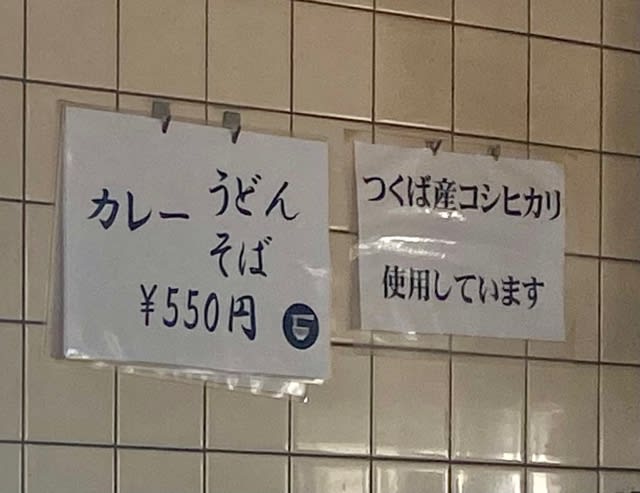 カレーうどん
そば
¥550円
つくば産コシヒカリ
使用しています